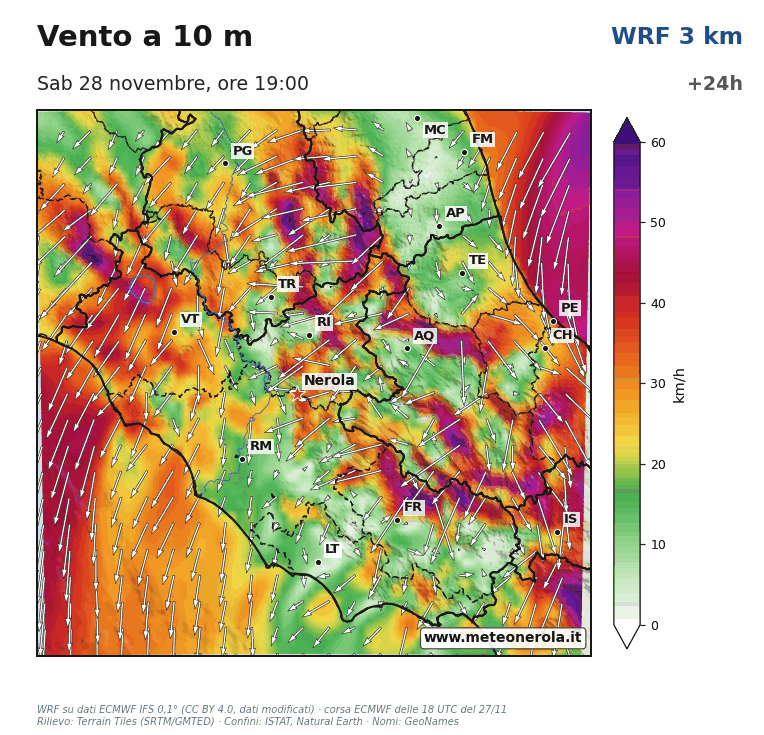 Vento a 10 m
WRF 3 km
Sab 28 novembre, ore 19:00
+24h
MC
FM
PG
AP
TE
TR
PE
VT
RI
AQ
CH
Nerola
RM
FR
IS
LT
www.meteonerola.it
60
50
40
30
20
10
0
km/h
WRF su dati ECMWF IFS 0,1° (CC BY 4.0, dati modificati) · corsa ECMWF delle 18 UTC del 27/11
Rilievo: Terrain Tiles (SRTM/GMTED) · Confini: ISTAT, Natural Earth · Nomi: GeoNames